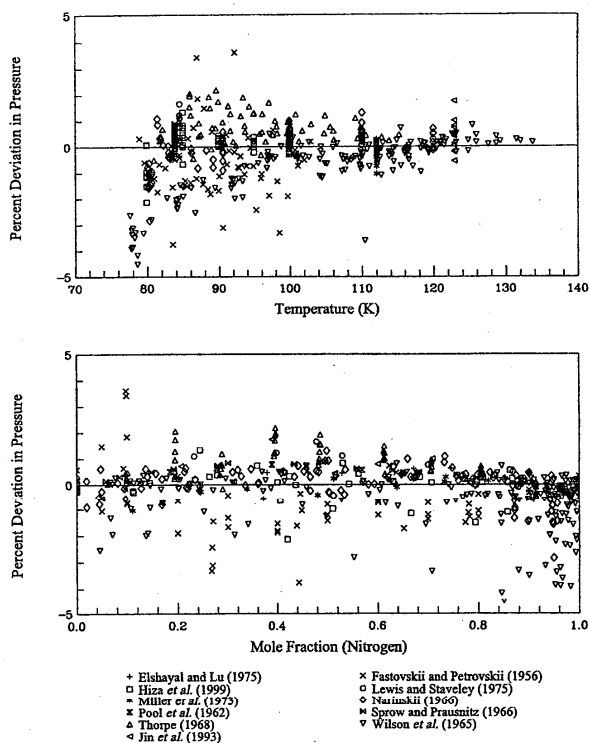 5
Percent Deviation in Pressure
0
-5
70 80 90 100 110 120 130 140
Temperature (K)
5
Percent Deviation in Pressure
0
-5
0.0 0.2 0.4 0.6 0.8 1.0
Mole Fraction (Nitrogen)
+ Elshayal and Lu (1975)
□ Hiza et al. (1999)
Miller et al. (1973)
Pool et al. (1962)
△ Thorpe (1968)
◁ Jin et al. (1993)
× Fastovskii and Petrovskii (1956)
Lewis and Staveley (1975)
◇ Narinskii (1966)
Sprow and Prausnitz (1966)
▽ Wilson et al. (1965)